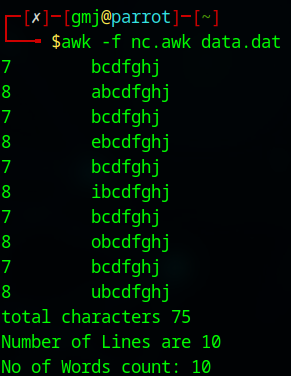 ┌─[✗]─[gmj@parrot]─[~]
└──╼ $awk -f nc.awk data.dat
7 bcdfghj
8 abcdfghj
7 bcdfghj
8 ebcdfghj
7 bcdfghj
8 ibcdfghj
7 bcdfghj
8 obcdfghj
7 bcdfghj
8 ubcdfghj
total characters 75
Number of Lines are 10
No of Words count: 10